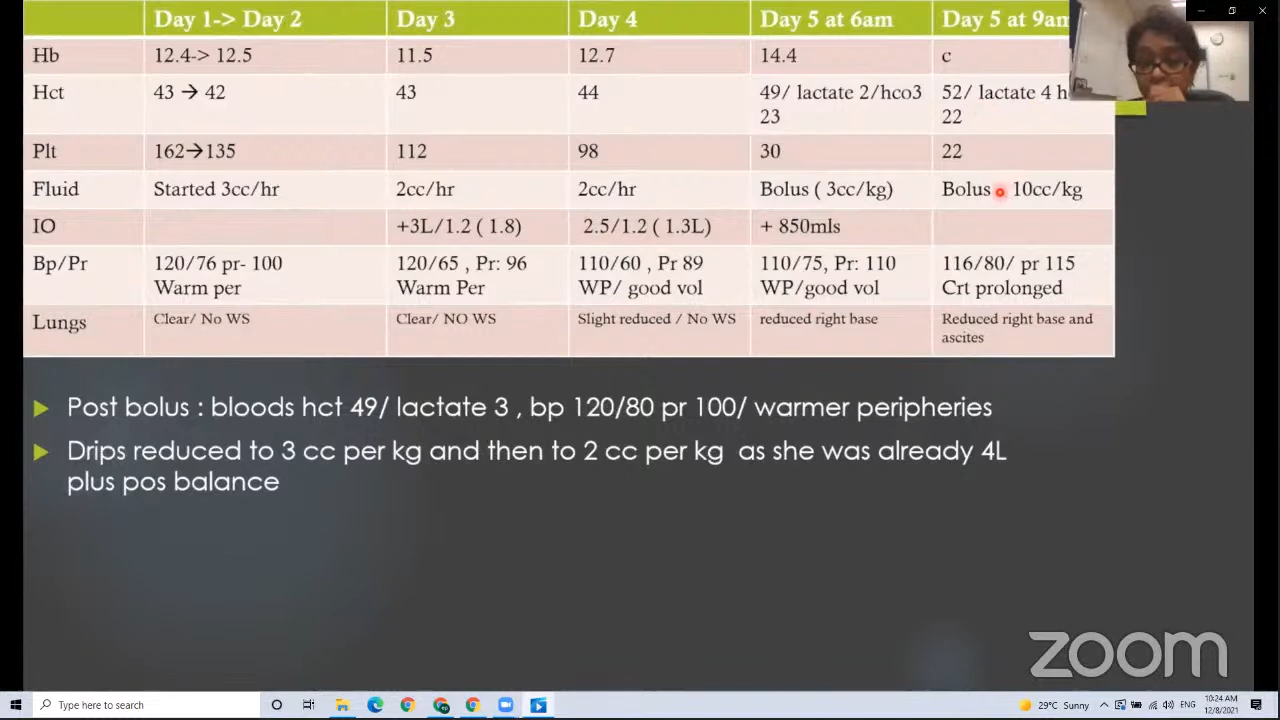 Day 1-> Day 2 Day 3 Day 4 Day 5 at 6am Day 5 at 9am
Hb 12.4-> 12.5 11.5 12.7 14.4 c
Hct 43 → 42 43 44 49/ lactate 2/hco3 52/ lactate 4
23 22
Plt 162→135 112 98 30 22
Fluid Started 3cc/hr 2cc/hr 2cc/hr Bolus ( 3cc/kg) Bolus 10cc/kg
IO +3L/1.2 ( 1.8) 2.5/1.2 ( 1.3L) + 850mls
Bp/Pr 120/76 pr- 100 120/65 , Pr: 96 110/60 , Pr 89 110/75, Pr: 110 116/80/ pr 115
Warm per Warm Per WP/ good vol WP/good vol Crt prolonged
Lungs Clear/ No WS Clear/ NO WS Slight reduced / No WS reduced right base Reduced right base and
ascites
Post bolus : bloods hct 49/ lactate 3 , bp 120/80 pr 100/ warmer peripheries
Drips reduced to 3 cc per kg and then to 2 cc per kg as she was already 4L
plus pos balance
zoom
Type here to search
29°C Sunny
ENG
10:24 AM
12/8/2021